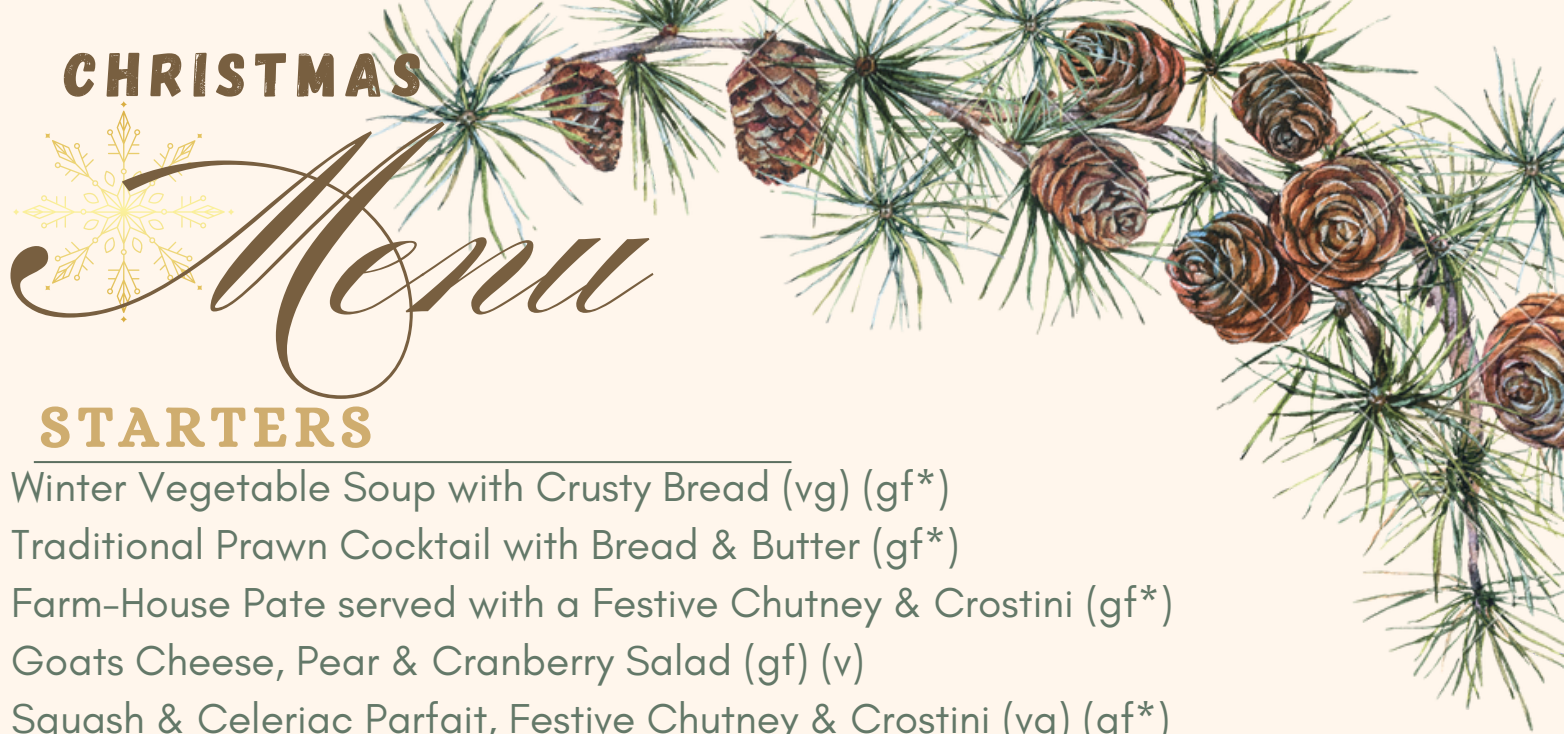 CHRISTMAS
Menu
STARTERS
Winter Vegetable Soup with Crusty Bread (vg) (gf*)
Traditional Prawn Cocktail with Bread & Butter (gf*)
Farm-House Pate served with a Festive Chutney & Crostini (gf*)
Goats Cheese, Pear & Cranberry Salad (gf) (v)
Squash & Celeriac Parfait, Festive Chutney & Crostini (vg) (gf*)